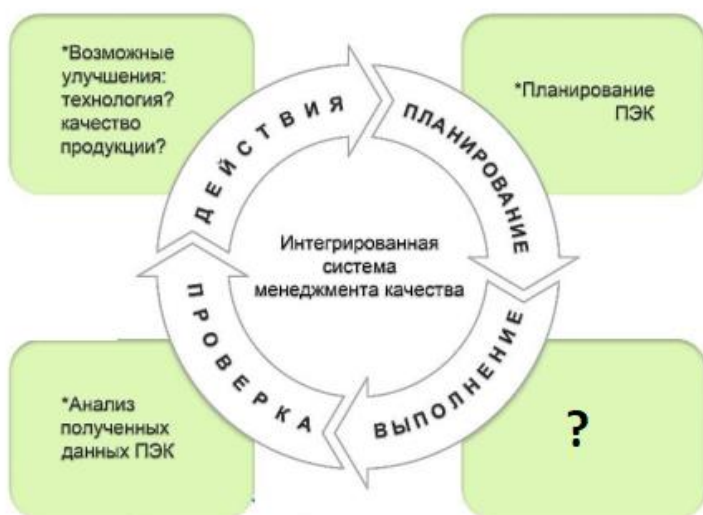 *Возможные
улучшения:
технология?
качество
продукции?
*Планирование
ПЭК
ДЕЙСТВИЯ
ПЛАНИРОВАНИЕ
Интегрированная
система
менеджмента качества
ПРОВЕРКА
ВЫПОЛНЕНИЕ
*Анализ
полученных
данных ПЭК
?